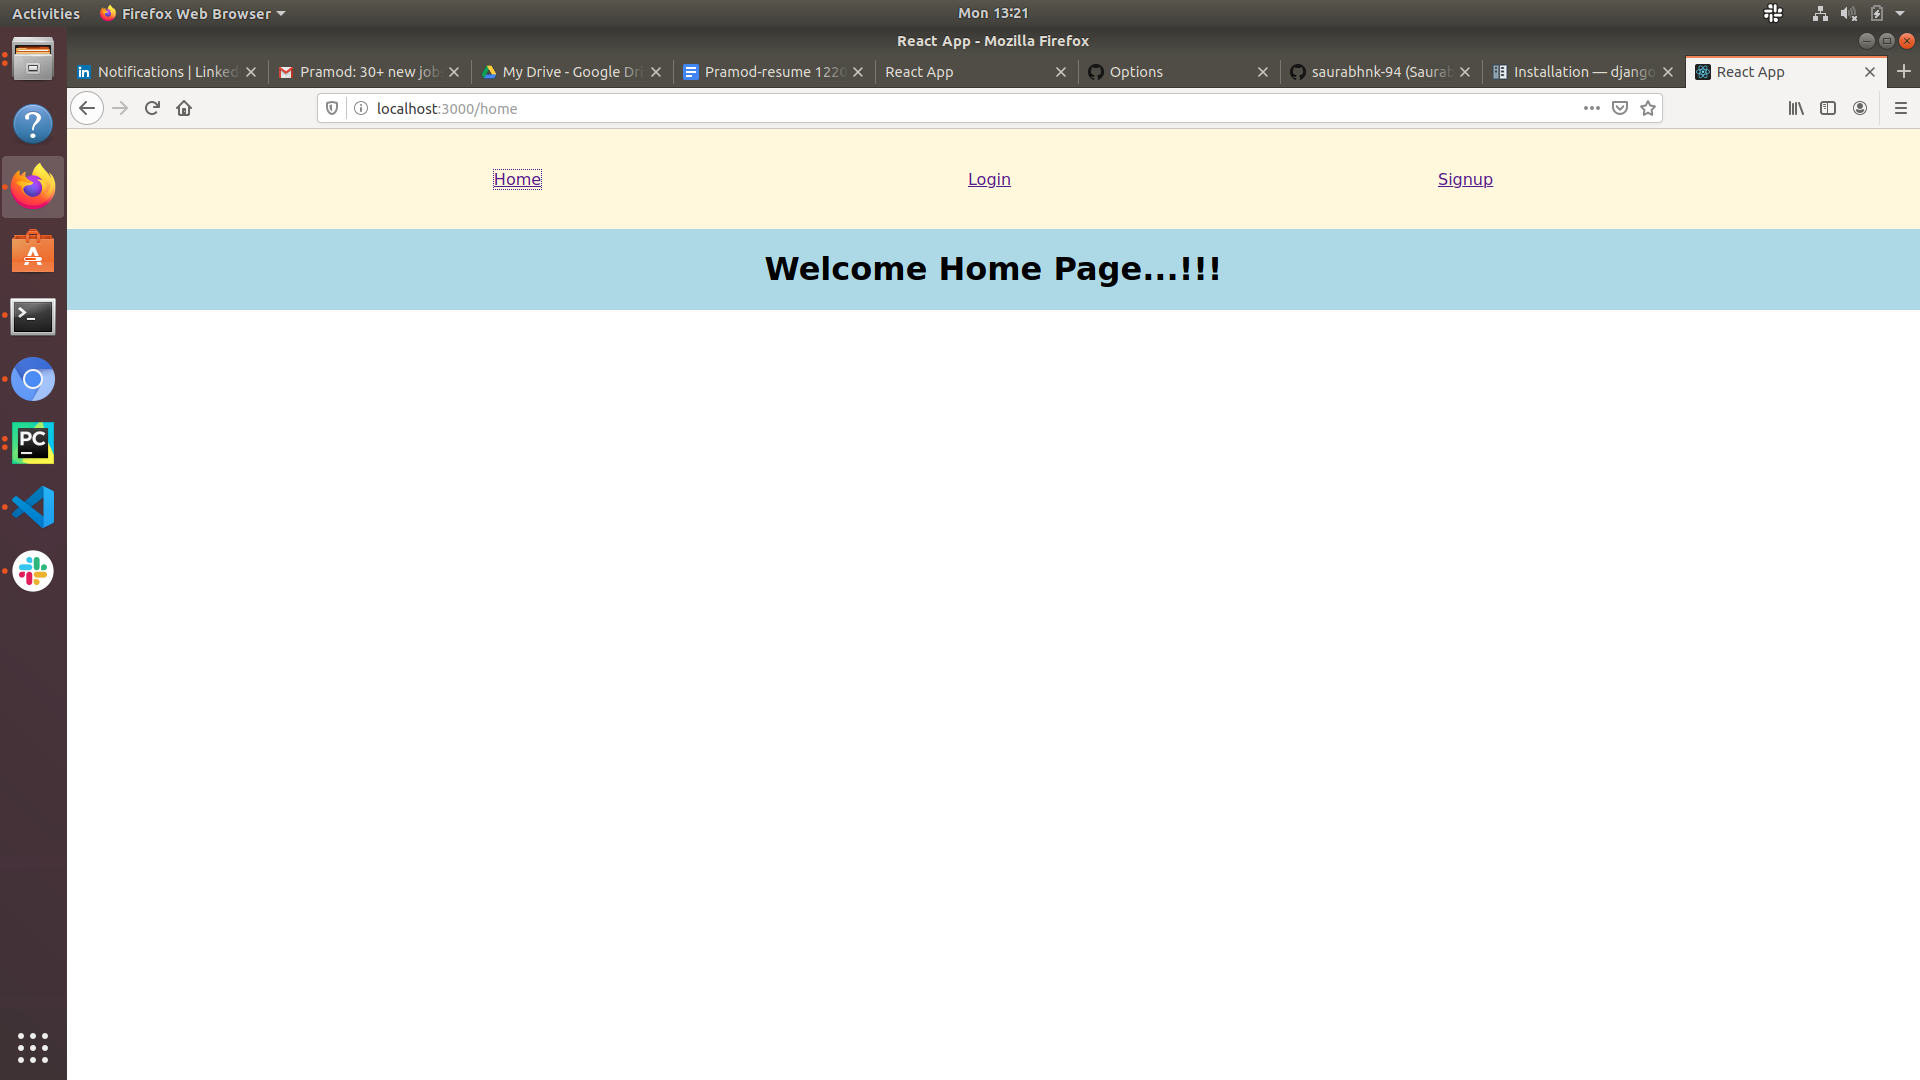 Activities Firefox Web Browser Mon 13:21
React App - Mozilla Firefox
Notifications | Linked Pramod: 30+ new job My Drive - Google Dri Pramod-resume 1220 React App Options saurabhnk-94 (Saurab Installation — django React App
localhost:3000/home
Home Login Signup
Welcome Home Page...!!!